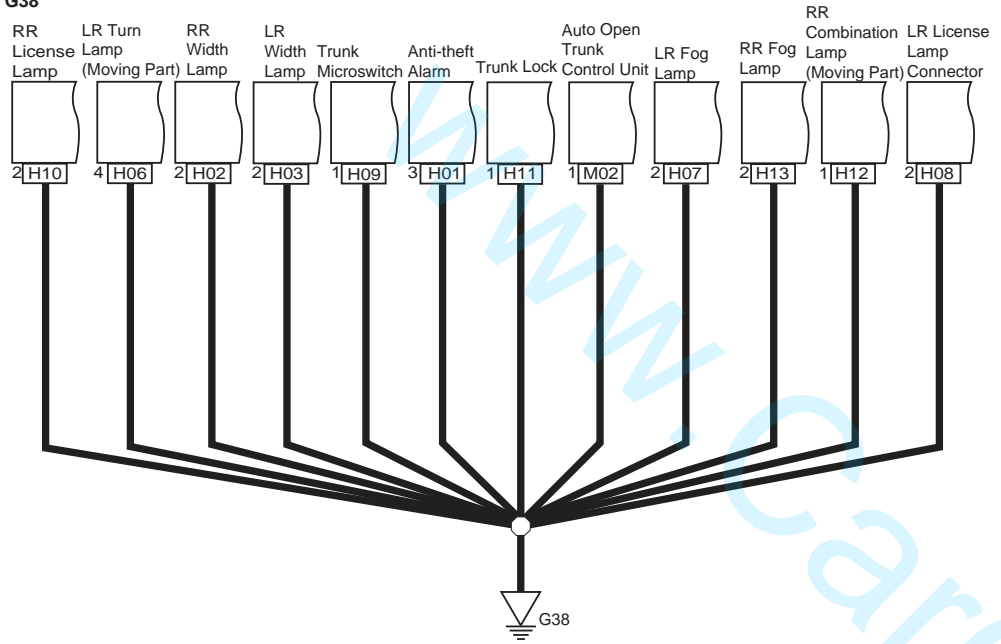 G38
RR
License
Lamp
LR Turn
Lamp
(Moving Part)
RR
Width
Lamp
LR
Width
Lamp
Trunk
Microswitch
Anti-theft
Alarm
Trunk Lock
Auto Open
Trunk
Control Unit
LR Fog
Lamp
RR Fog
Lamp
RR
Combination
Lamp
(Moving Part)
LR License
Lamp
Connector
2 H10
4 H06
2 H02
2 H03
1 H09
3 H01
1 H11
1 M02
2 H07
2 H13
1 H12
2 H08
G38
www.Care